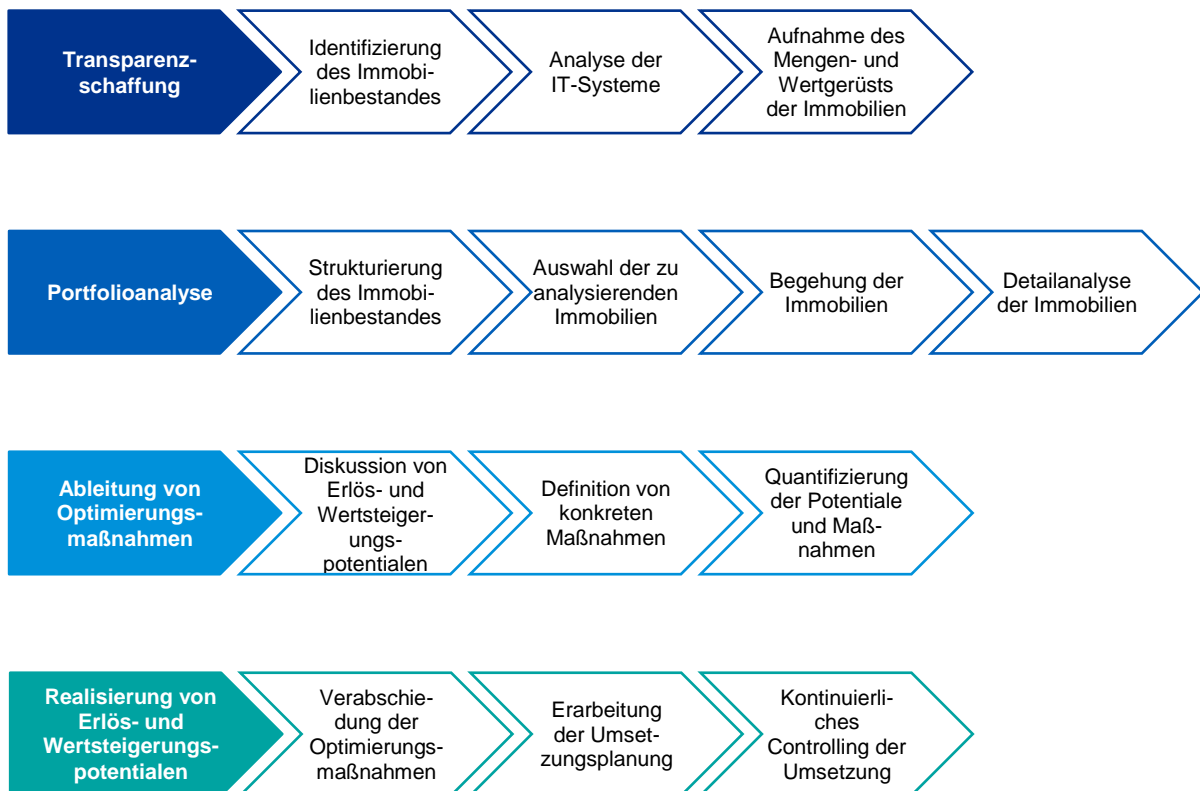 Transparenz-
schaffung
Identifizierung
des Immobi-
lienbestandes
Analyse der
IT-Systeme
Aufnahme des
Mengen- und
Wertgerüsts
der Immobilien
Portfolioanalyse
Strukturierung
des Immobi-
lienbestandes
Auswahl der zu
analysierenden
Immobilien
Begehung der
Immobilien
Detailanalyse
der Immobilien
Ableitung von
Optimierungs-
maßnahmen
Diskussion von
Erlös- und
Wertsteiger-
ungs-
potentialen
Definition von
konkreten
Maßnahmen
Quantifizierung
der Potentiale
und Maß-
nahmen
Realisierung von
Erlös- und
Wertsteigerungs-
potentialen
Verabschie-
dung der
Optimierungs-
maßnahmen
Erarbeitung
der Umset-
zungsplanung
Kontinuierli-
ches
Controlling der
Umsetzung